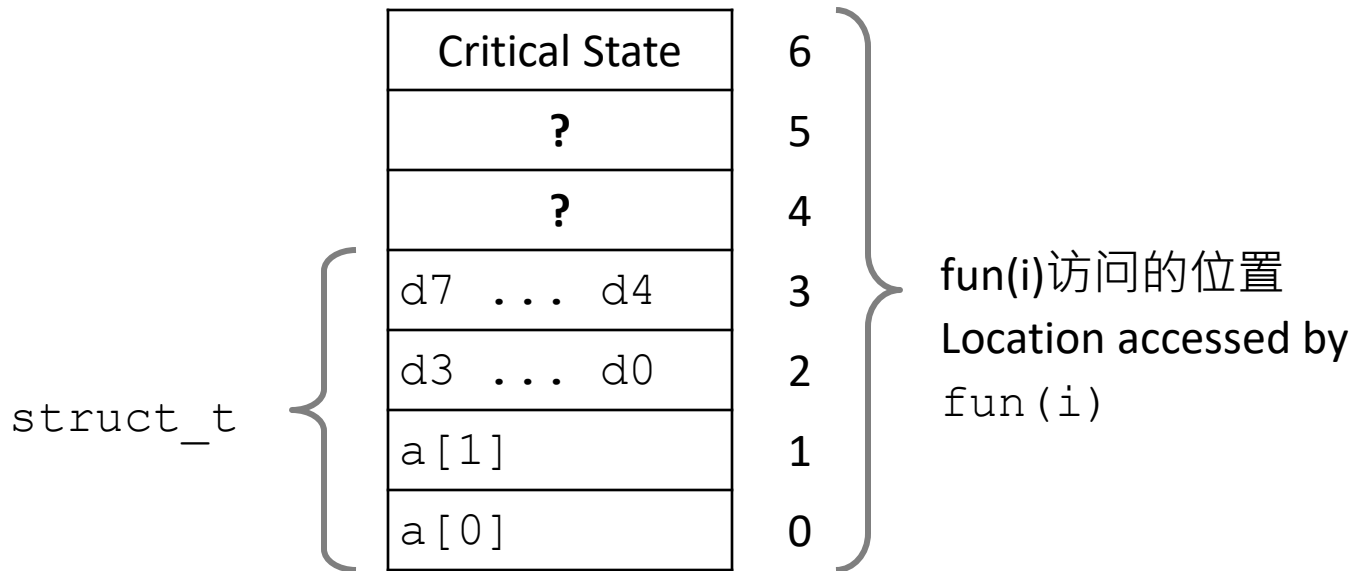 Critical State 6
? 5
? 4
d7 ... d4 3
d3 ... d0 2
a[1] 1
a[0] 0
struct_t
fun(i)访问的位置
Location accessed by
fun(i)